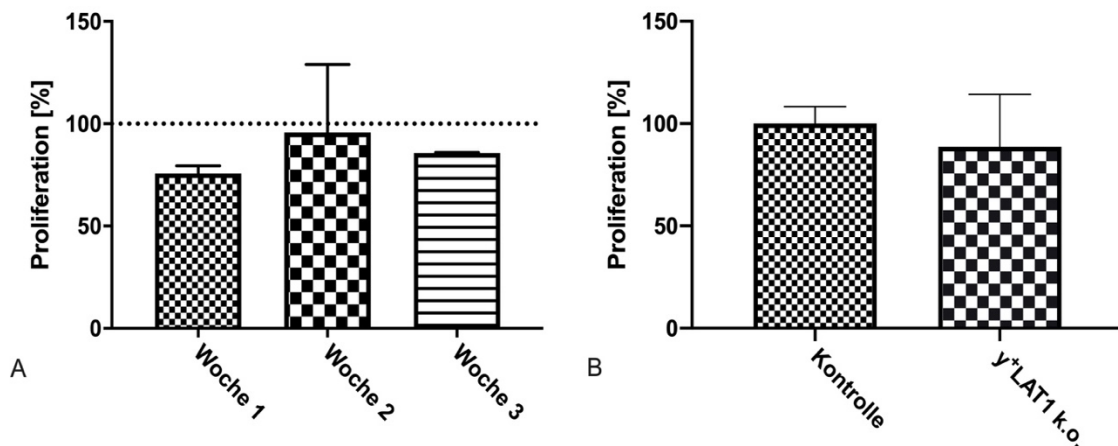 Proliferation [%]
150
100
50
0
Woche 1
Woche 2
Woche 3
A
Proliferation [%]
150
100
50
0
Kontrolle
y⁺LAT1 k.o.
B